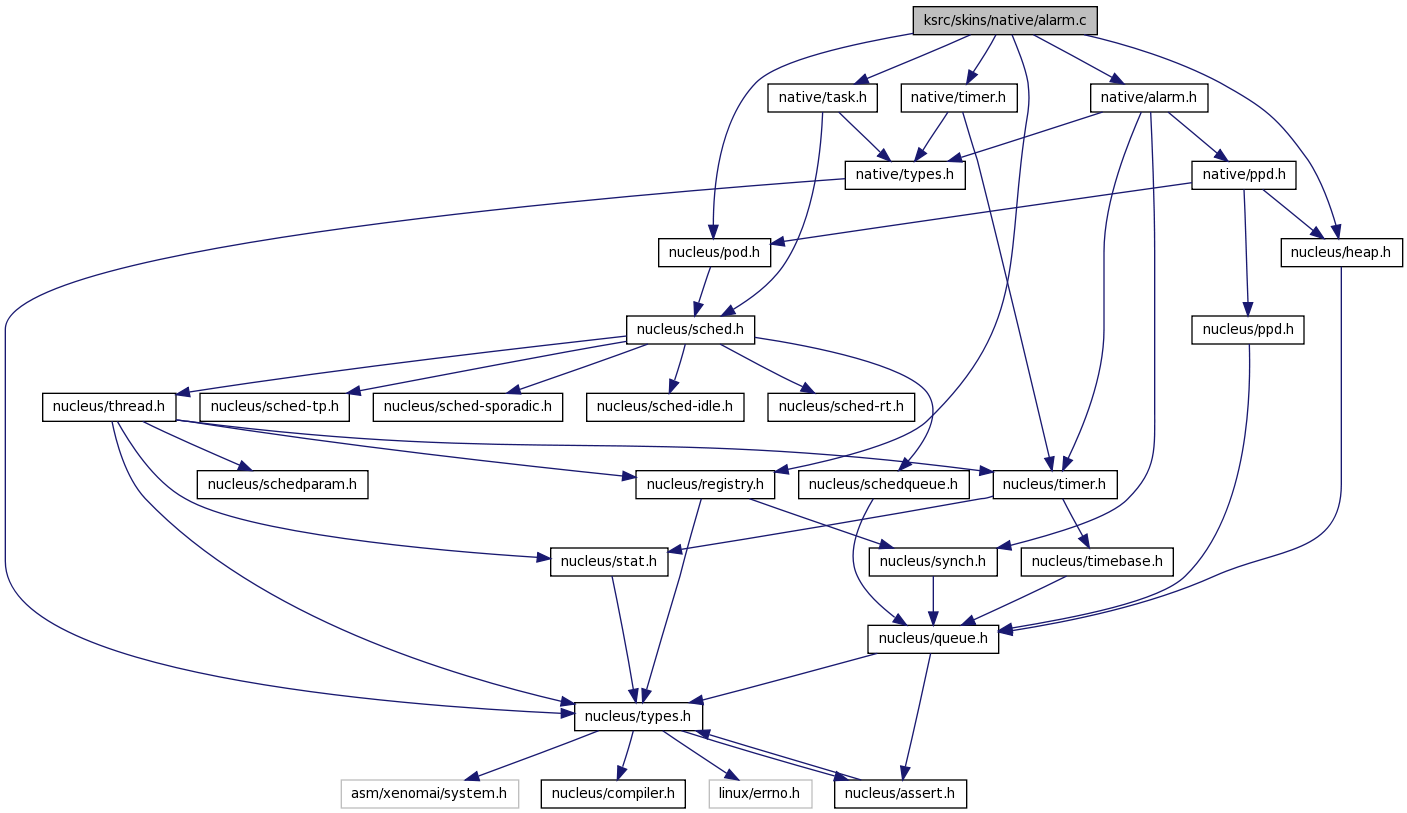 ksrc/skins/native/alarm.c
native/task.h
native/timer.h
native/alarm.h
native/types.h
native/ppd.h
nucleus/pod.h
nucleus/heap.h
nucleus/sched.h
nucleus/ppd.h
nucleus/thread.h
nucleus/sched-tp.h
nucleus/sched-sporadic.h
nucleus/sched-idle.h
nucleus/sched-rt.h
nucleus/schedparam.h
nucleus/registry.h
nucleus/schedqueue.h
nucleus/timer.h
nucleus/stat.h
nucleus/synch.h
nucleus/timebase.h
nucleus/queue.h
nucleus/types.h
asm/xenomai/system.h
nucleus/compiler.h
linux/errno.h
nucleus/assert.h